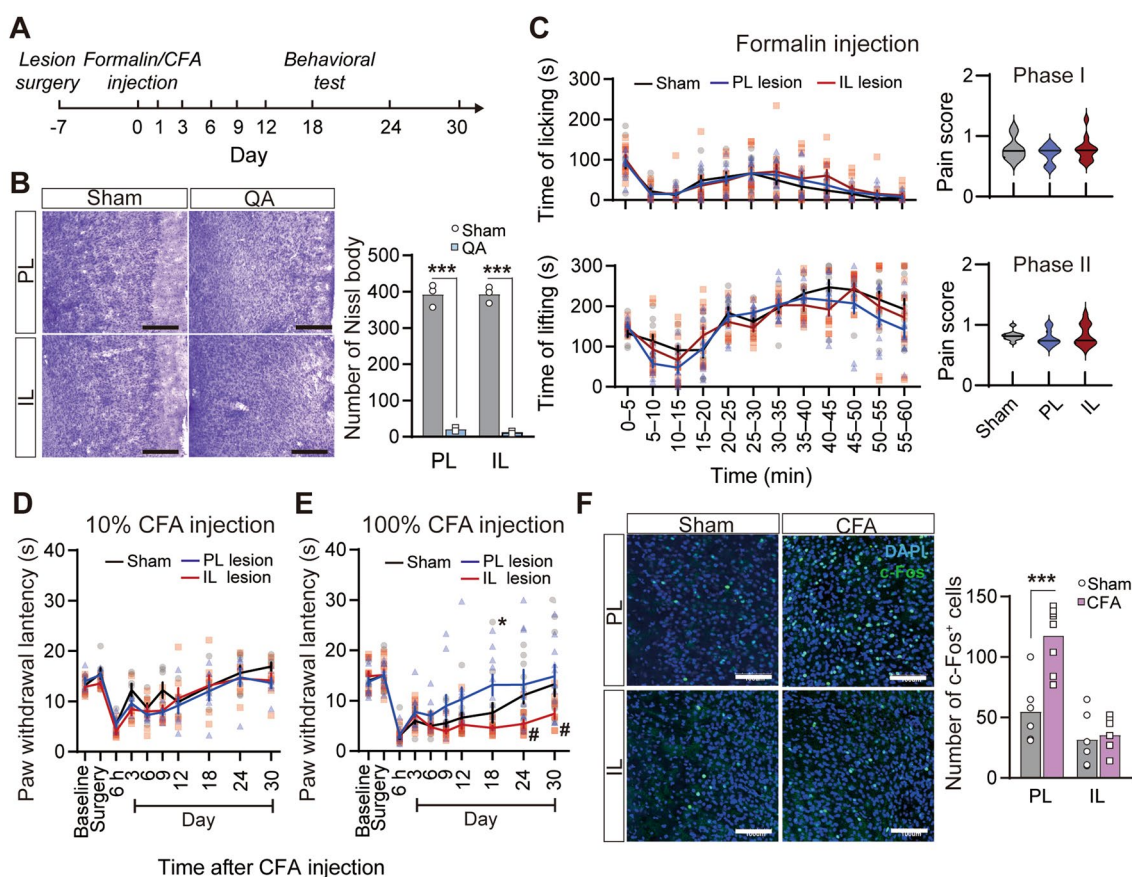 A
Lesion surgery
Formalin/CFA injection
Behavioral test
-7 0 1 3 6 9 12 18 24 30
Day
B
Sham QA
PL
IL
Number of Nissl body
500
400
300
200
100
0
Sham
QA
*** ***
PL IL
C
Formalin injection
Sham PL lesion IL lesion
Time of licking (s)
300
200
100
0
Time of lifting (s)
300
200
100
0
0–5 5–10 10–15 15–20 20–25 25–30 30–35 35–40 40–45 45–50 50–55 55–60
Time (min)
Phase I
Pain score
2
1
0
Phase II
Pain score
2
1
0
Sham PL IL
D
10% CFA injection
Sham PL lesion
IL lesion
Paw withdrawal lantency (s)
40
30
20
10
0
Baseline Surgery 6 h 3 6 9 12 18 24 30
Day
E
100% CFA injection
Sham PL lesion
IL lesion
Paw withdrawal lantency (s)
40
30
20
10
0
*
# #
Baseline Surgery 6 h 3 6 9 12 18 24 30
Day
Time after CFA injection
F
Sham CFA
PL
IL
DAPI
c-Fos
Number of c-Fos⁺ cells
150
100
50
0
***
Sham
CFA
PL IL